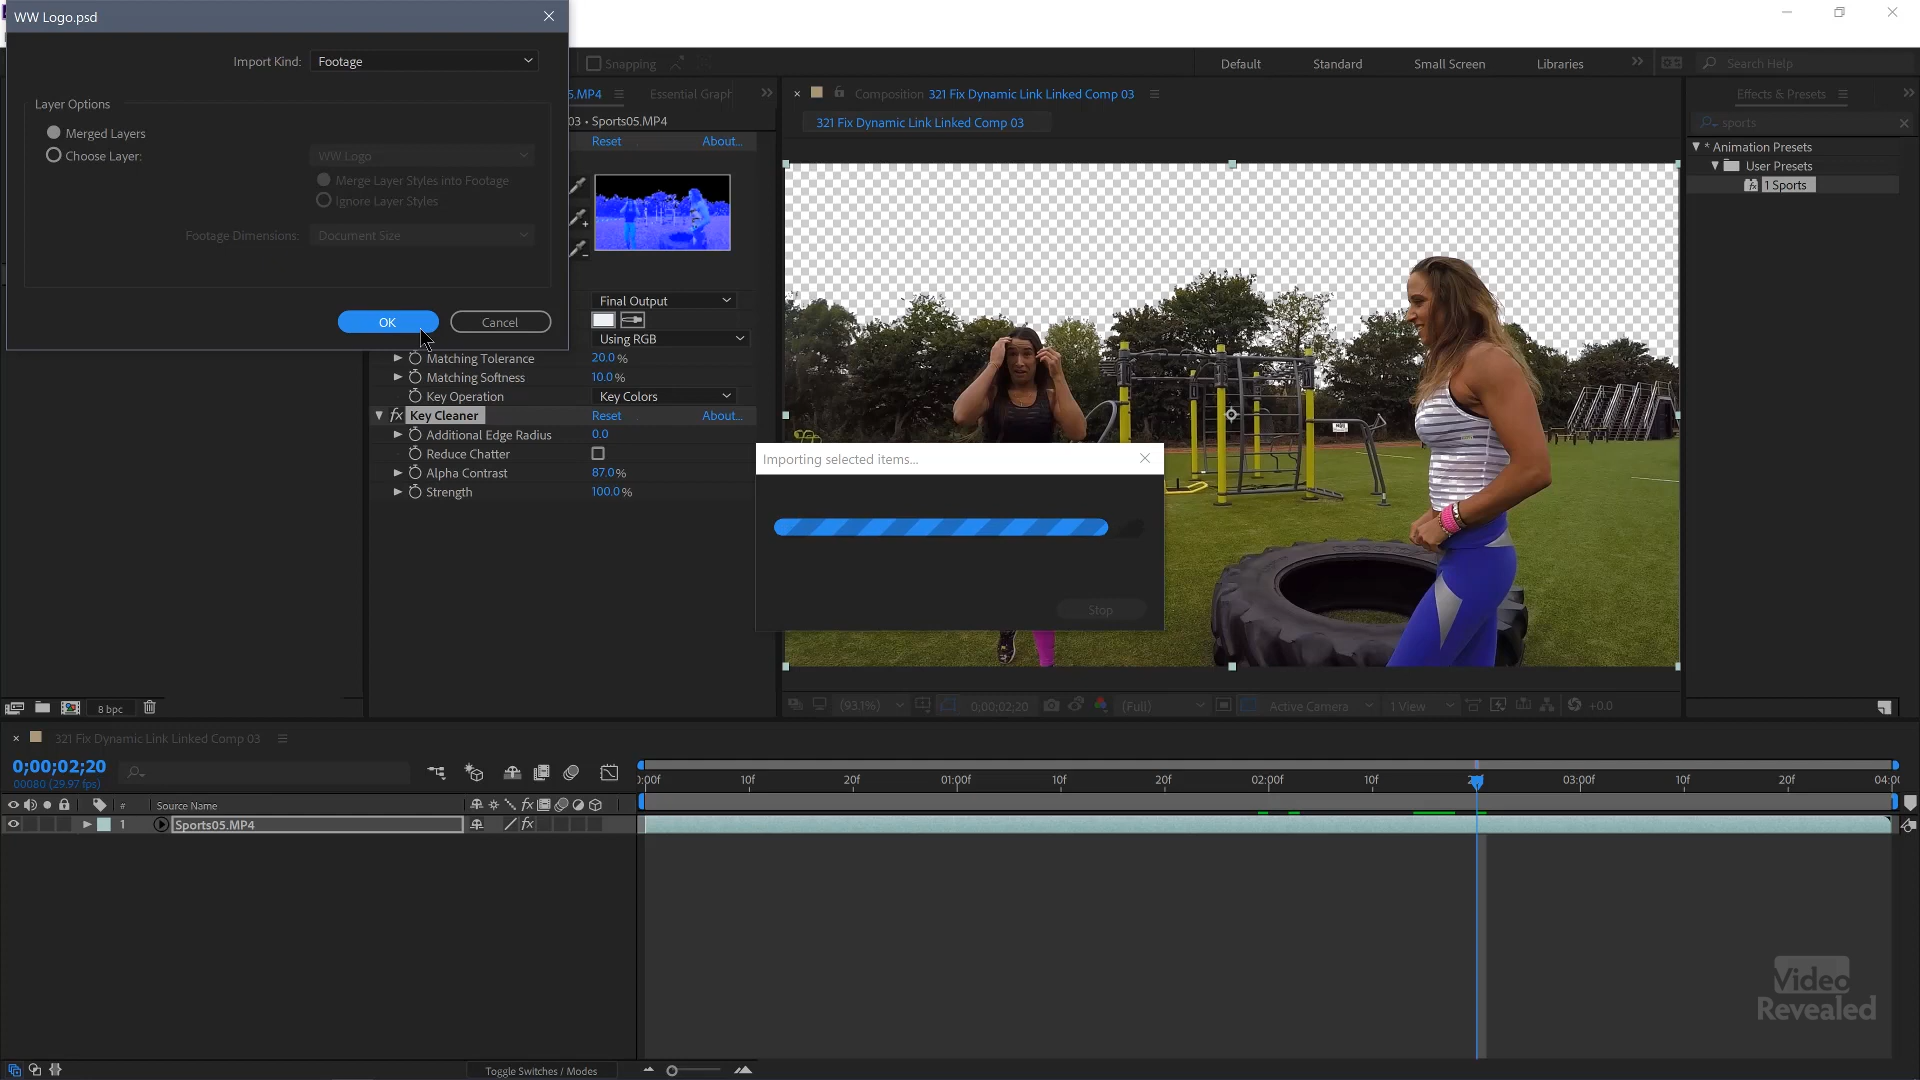 WW Logo.psd
Import Kind:
Footage
Layer Options
Merged Layers
Choose Layer:
WW Logo
Merge Layer Styles into Footage
Ignore Layer Styles
Footage Dimensions:
Document Size
OK
Cancel
Snapping
Default
Standard
Small Screen
Libraries
Search Help
5.MP4
Essential Graph
03 • Sports05.MP4
Reset
About...
Final Output
Using RGB
Matching Tolerance
20.0 %
Matching Softness
10.0 %
Key Operation
Key Colors
fx Key Cleaner
Reset
About...
Additional Edge Radius
0.0
Reduce Chatter
Alpha Contrast
87.0 %
Strength
100.0 %
Composition 321 Fix Dynamic Link Linked Comp 03
321 Fix Dynamic Link Linked Comp 03
Importing selected items...
Stop
(93.1%)
0;00;02;20
(Full)
Active Camera
1 View
+0.0
Effects & Presets
sports
* Animation Presets
User Presets
1 Sports
8 bpc
321 Fix Dynamic Link Linked Comp 03
0;00;02;20
00080 (29.97 fps)
# Source Name
fx
1 Sports05.MP4
fx
0:00f 10f 20f 01:00f 10f 20f 02:00f 10f 03:00f 10f 20f 04:0
Toggle Switches / Modes
Video
Revealed